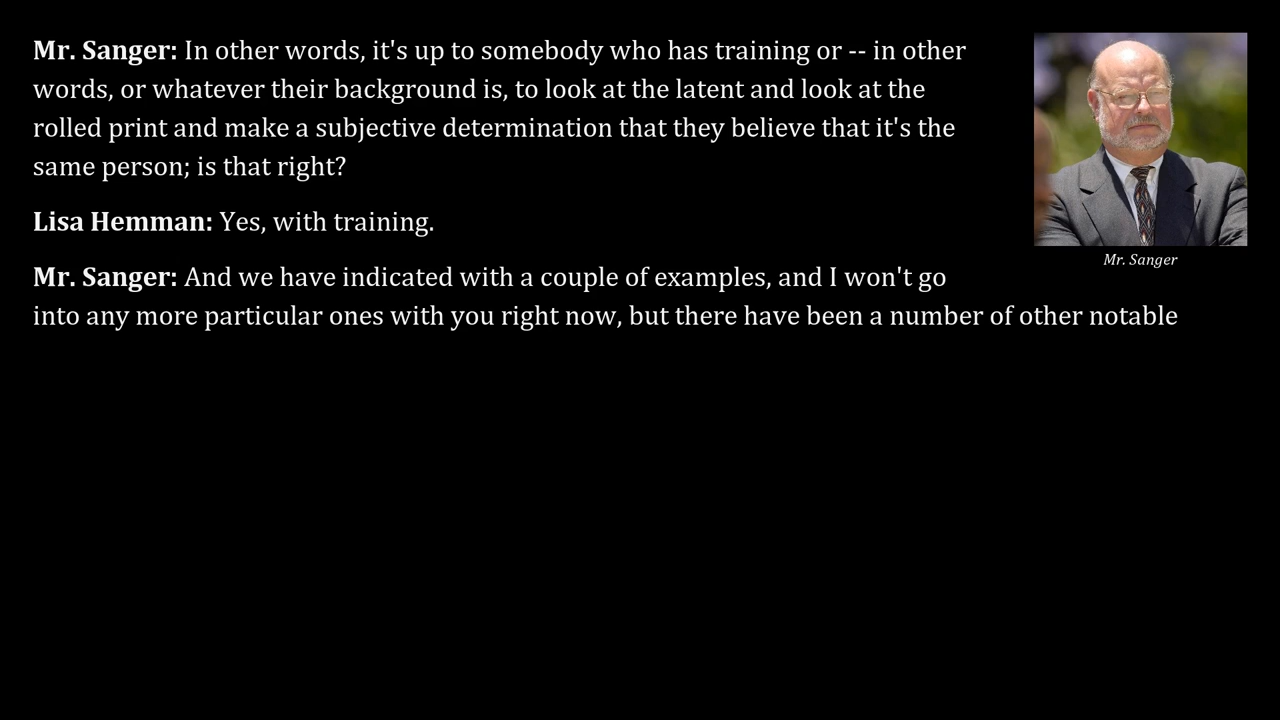 Mr. Sanger: In other words, it's up to somebody who has training or -- in other
words, or whatever their background is, to look at the latent and look at the
rolled print and make a subjective determination that they believe that it's the
same person; is that right?
Lisa Hemman: Yes, with training.
Mr. Sanger: And we have indicated with a couple of examples, and I won't go
into any more particular ones with you right now, but there have been a number of other notable
Mr. Sanger